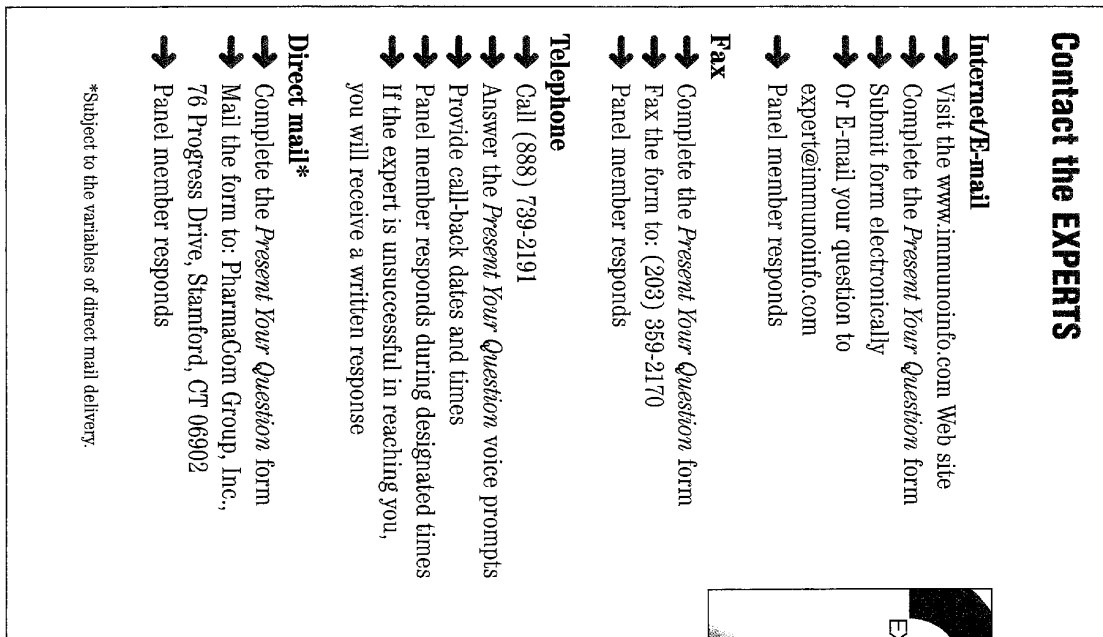 Contact the EXPERTS
Internet/E-mail
Visit the www.immunoinfo.com Web site
Complete the Present Your Question form
Submit form electronically
Or E-mail your question to
expert@immunoinfo.com
Panel member responds
Fax
Complete the Present Your Question form
Fax the form to: (203) 359-2170
Panel member responds
Telephone
Call (888) 739-2191
Answer the Present Your Question voice prompts
Provide call-back dates and times
Panel member responds during designated times
If the expert is unsuccessful in reaching you,
you will receive a written response
Direct mail*
Complete the Present Your Question form
Mail the form to: PharmaCom Group, Inc.,
76 Progress Drive, Stamford, CT 06902
Panel member responds
*Subject to the variables of direct mail delivery.